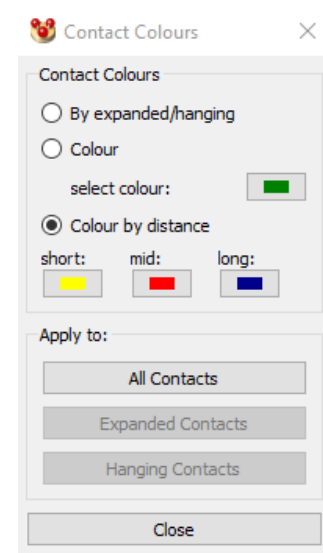 Contact Colours
Contact Colours
By expanded/hanging
Colour
select colour:
Colour by distance
short: mid: long:
Apply to:
All Contacts
Expanded Contacts
Hanging Contacts
Close